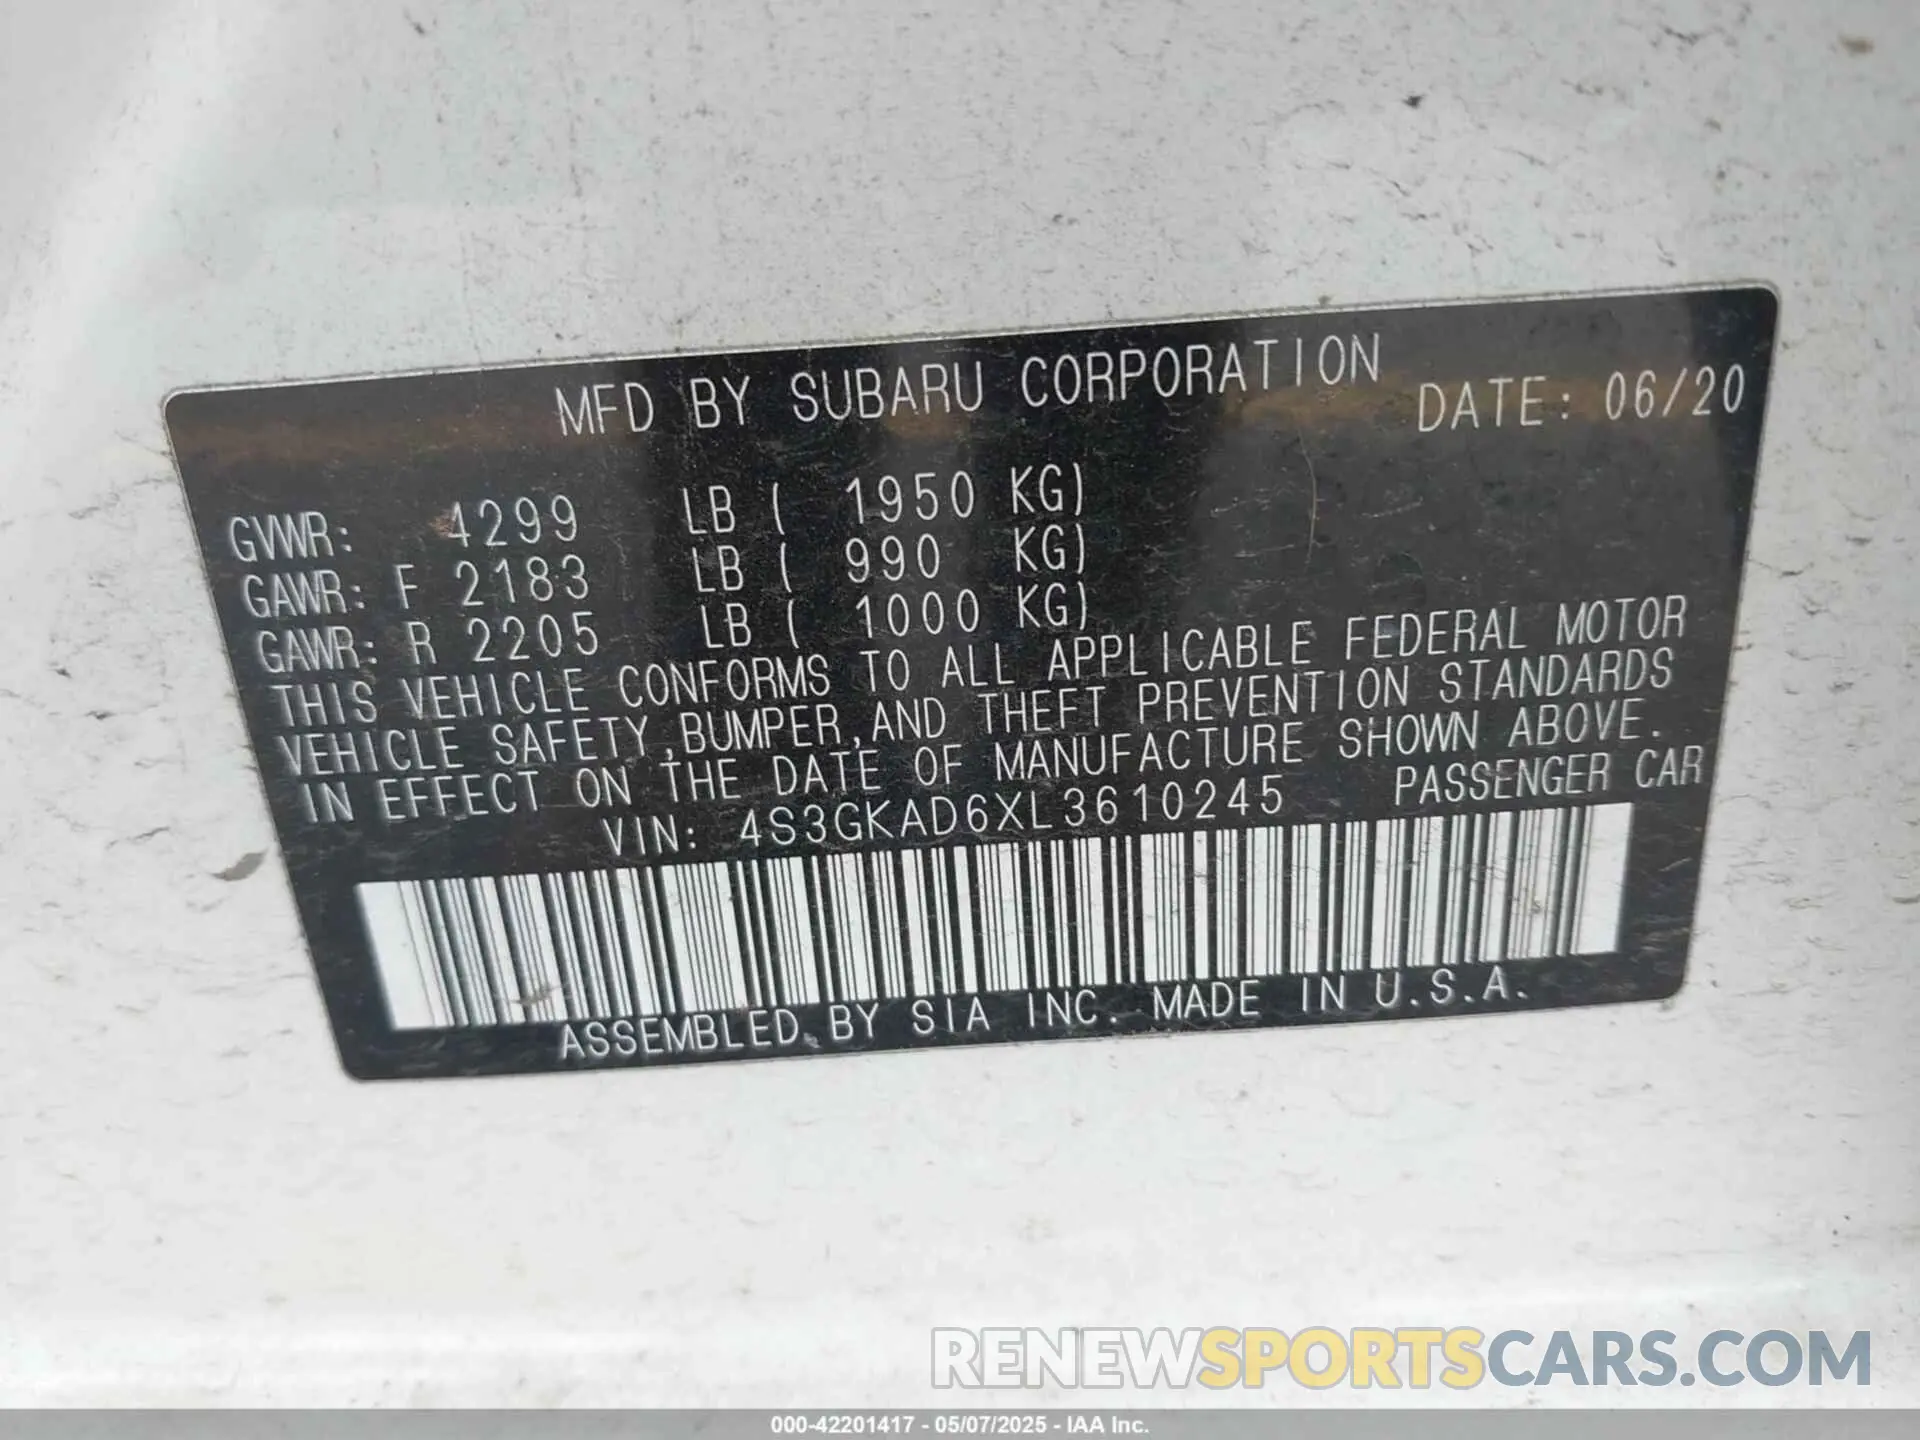 MFD BY SUBARU CORPORATION DATE: 06/20
GVWR: 4299 LB ( 1950 KG)
GAWR: F 2183 LB ( 990 KG)
GAWR: R 2205 LB ( 1000 KG)
THIS VEHICLE CONFORMS TO ALL APPLICABLE FEDERAL MOTOR
VEHICLE SAFETY,BUMPER,AND THEFT PREVENTION STANDARDS
IN EFFECT ON THE DATE OF MANUFACTURE SHOWN ABOVE.
VIN: 4S3GKAD6XL3610245 PASSENGER CAR
ASSEMBLED BY SIA INC. MADE IN U.S.A.
RENEWSPORTSCARS.COM
000-42201417 - 05/07/2025 - IAA Inc.